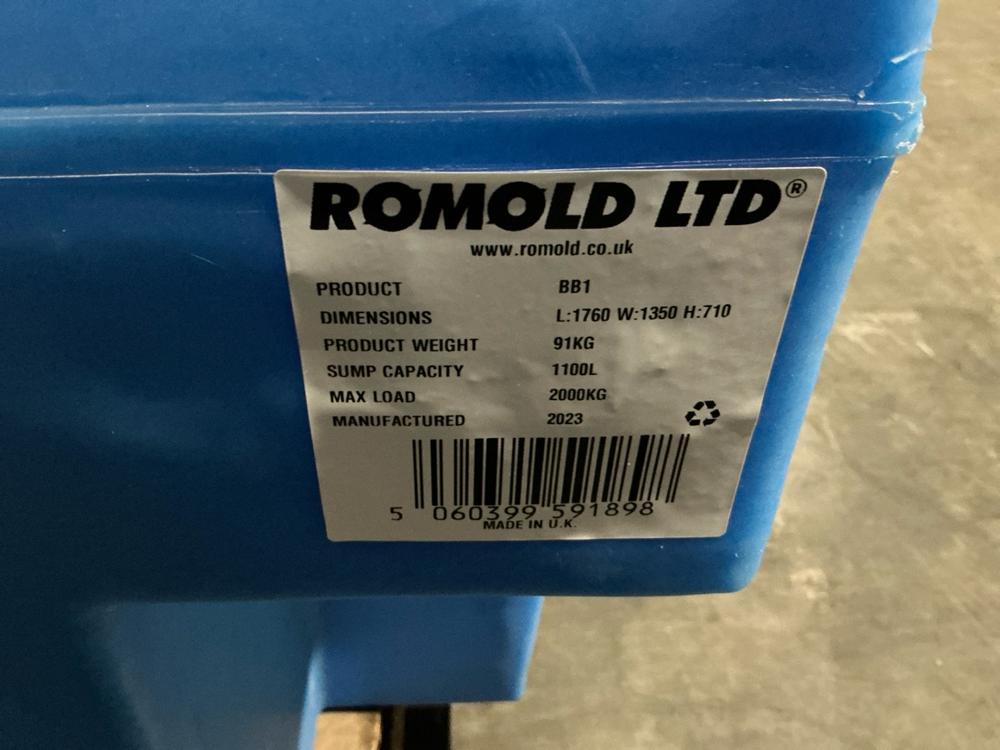 ROMOLD LTD®
www.romold.co.uk
PRODUCT BB1
DIMENSIONS L:1760 W:1350 H:710
PRODUCT WEIGHT 91KG
SUMP CAPACITY 1100L
MAX LOAD 2000KG
MANUFACTURED 2023
5 060399 591898
MADE IN U.K.